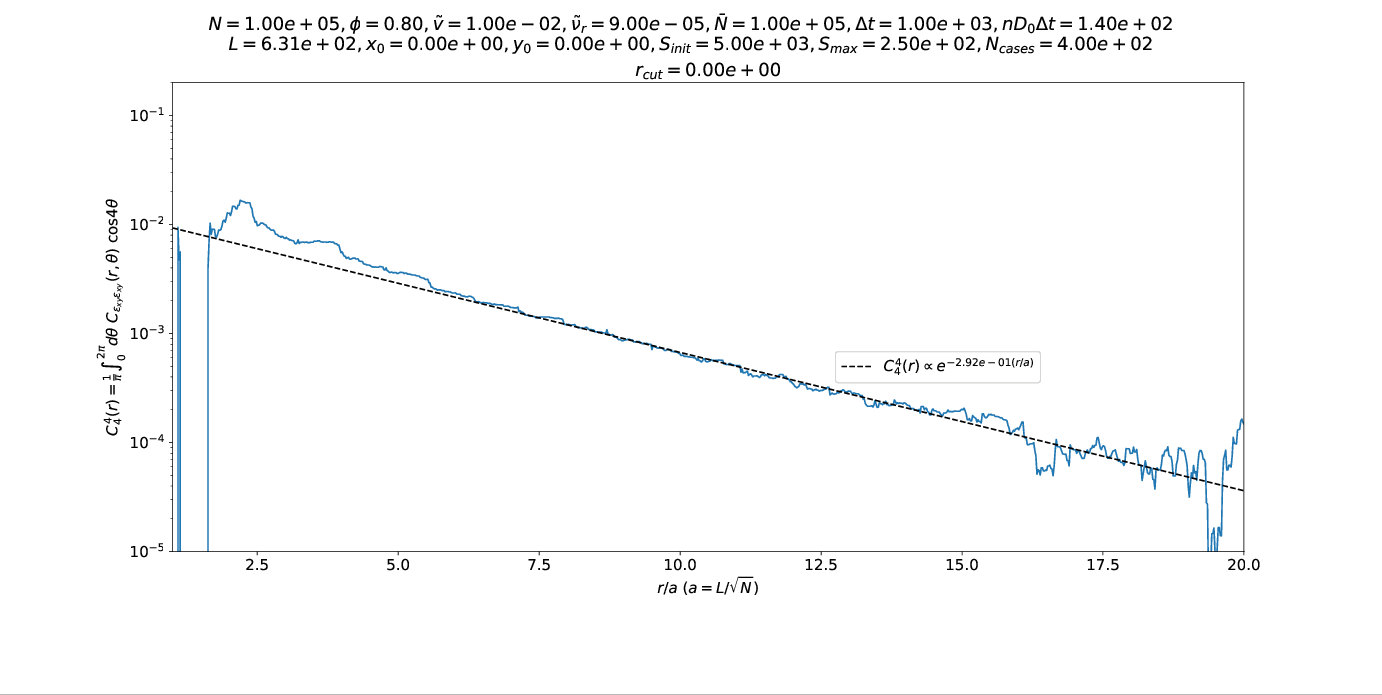 N = 1.00e + 05, ϕ = 0.80, ṽ = 1.00e − 02, ν̃_r = 9.00e − 05, N̄ = 1.00e + 05, Δt = 1.00e + 03, nD_0Δt = 1.40e + 02
L = 6.31e + 02, x_0 = 0.00e + 00, y_0 = 0.00e + 00, S_init = 5.00e + 03, S_max = 2.50e + 02, N_cases = 4.00e + 02
r_cut = 0.00e + 00
C_4^4(r) = 1/π ∫_0^{2π} dθ C_{ε_xy ε_xy}(r, θ) cos4θ
10^−1
10^−2
10^−3
10^−4
10^−5
C_4^4(r) ∝ e^{−2.92e − 01(r/a)}
2.5 5.0 7.5 10.0 12.5 15.0 17.5 20.0
r/a (a = L/√N)